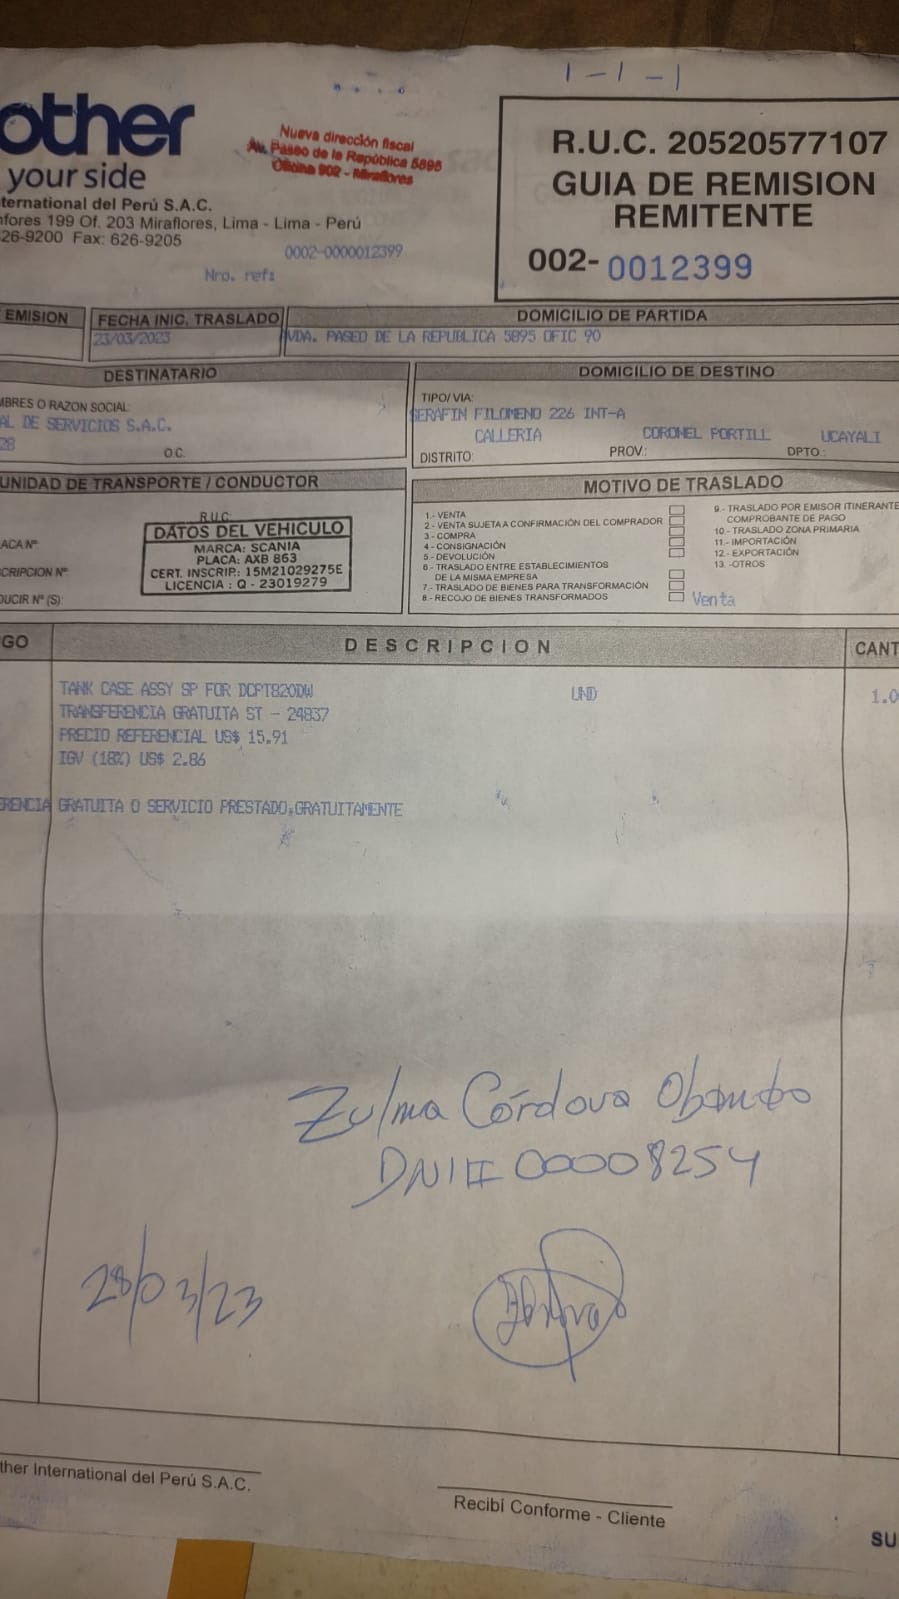 1-1-1
other
your side
Nueva dirección fiscal
Av. Paseo de la República 5895
Oficina 902 - Miraflores
ternational del Perú S.A.C.
nfores 199 Of. 203 Miraflores, Lima - Lima - Perú
26-9200 Fax: 626-9205
0002-0000012399
Nro. ref:
R.U.C. 20520577107
GUIA DE REMISION
REMITENTE
002- 0012399
EMISION
FECHA INIC. TRASLADO
DOMICILIO DE PARTIDA
23/03/2023
VDA. PASEO DE LA REPUBLICA 5895 OFIC 90
DESTINATARIO
DOMICILIO DE DESTINO
MBRES O RAZON SOCIAL:
AL DE SERVICIOS S.A.C.
28
O.C.
TIPO/ VIA:
SERAFIN FILOMENO 226 INT-A
CALLERIA CORONEL PORTILL UCAYALI
DISTRITO: PROV.: DPTO.:
UNIDAD DE TRANSPORTE / CONDUCTOR
MOTIVO DE TRASLADO
R.U.C.
DATOS DEL VEHICULO
MARCA: SCANIA
PLACA: AXB 863
CERT. INSCRIP.: 15M21029275E
LICENCIA : Q - 23019279
ACA N°
CRIPCION N°
DUCIR N° (S):
1.- VENTA
2.- VENTA SUJETA A CONFIRMACIÓN DEL COMPRADOR
3.- COMPRA
4.- CONSIGNACIÓN
5.- DEVOLUCIÓN
6.- TRASLADO ENTRE ESTABLECIMIENTOS
DE LA MISMA EMPRESA
7.- TRASLADO DE BIENES PARA TRANSFORMACIÓN
8.- RECOJO DE BIENES TRANSFORMADOS
9.- TRASLADO POR EMISOR ITINERANTE
COMPROBANTE DE PAGO
10.- TRASLADO ZONA PRIMARIA
11.- IMPORTACIÓN
12.- EXPORTACIÓN
13. -OTROS
Venta
GO
DESCRIPCION
CANT
TANK CASE ASSY SP FOR DCPT820DW UND 1.0
TRANSFERENCIA GRATUITA ST - 24837
PRECIO REFERENCIAL US$ 15.91
IGV (18%) US$ 2.86
ERENCIA GRATUITA O SERVICIO PRESTADO GRATUITAMENTE
Zulma Córdova Obando
DNI# 00008254
28/03/23
ther International del Perú S.A.C.
Recibí Conforme - Cliente
SU